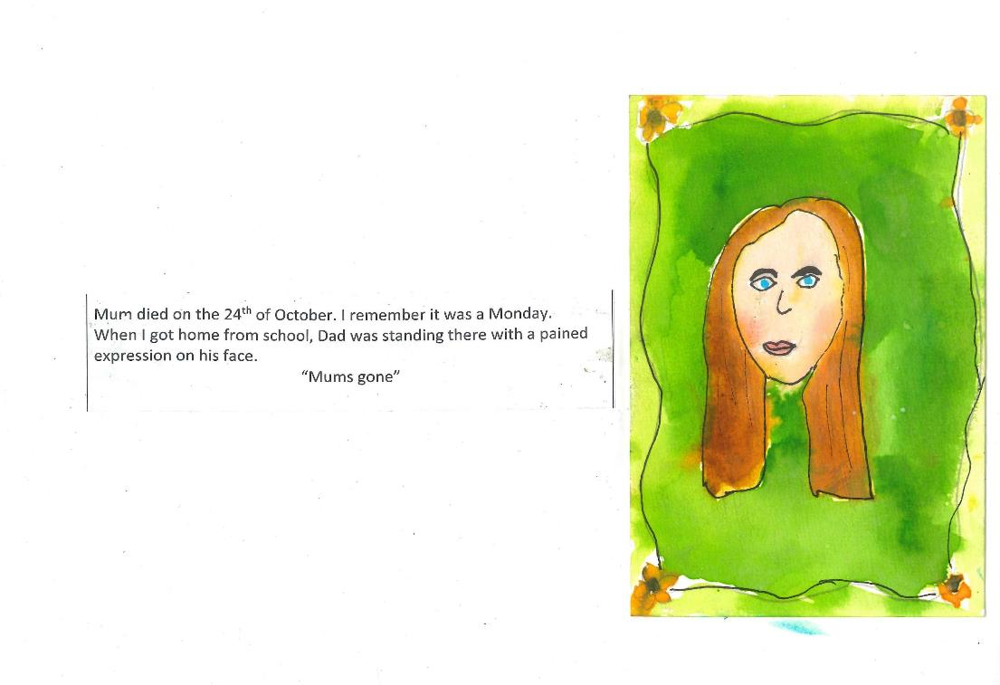 Mum died on the 24th of October. I remember it was a Monday.
When I got home from school, Dad was standing there with a pained
expression on his face.
“Mums gone”